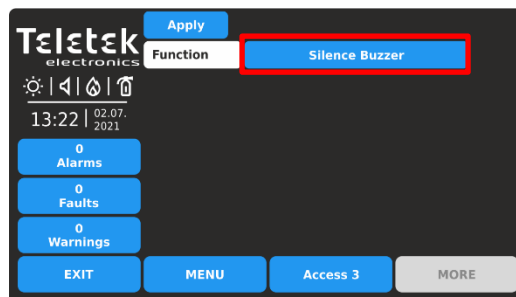 Teletek
electronics
Apply
Function
Silence Buzzer
13:22 | 02.07.
2021
0
Alarms
0
Faults
0
Warnings
EXIT
MENU
Access 3
MORE